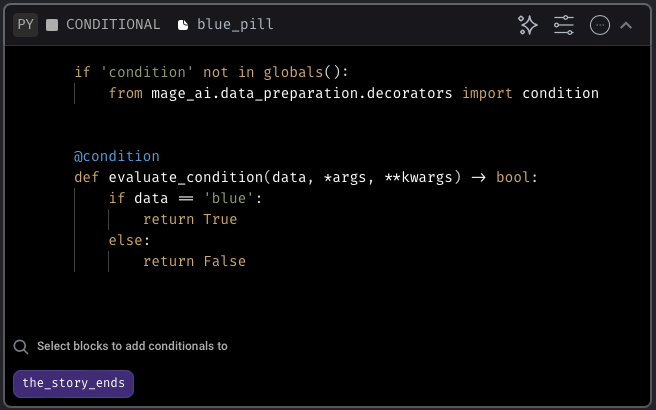 PY CONDITIONAL blue_pill
if 'condition' not in globals():
from mage_ai.data_preparation.decorators import condition
@condition
def evaluate_condition(data, *args, **kwargs) -> bool:
if data == 'blue':
return True
else:
return False
Select blocks to add conditionals to
the_story_ends